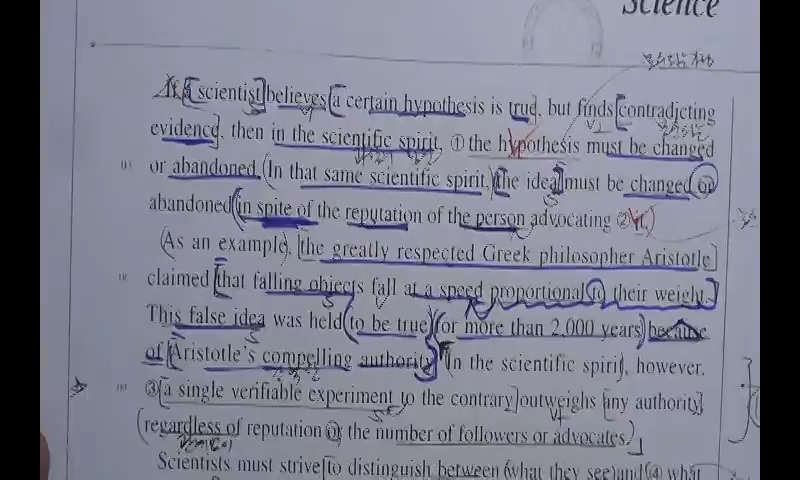 Science
If a scientist believes a certain hypothesis is true, but finds contradicting
evidence, then in the scientific spirit, ① the hypothesis must be changed
or abandoned. In that same scientific spirit, the idea must be changed or
abandoned in spite of the reputation of the person advocating ② it.
As an example, the greatly respected Greek philosopher Aristotle
claimed that falling objects fall at a speed proportional to their weight.
This false idea was held to be true for more than 2,000 years because
of Aristotle's compelling authority. In the scientific spirit, however,
③ a single verifiable experiment to the contrary outweighs any authority
regardless of reputation or the number of followers or advocates.
Scientists must strive to distinguish between what they see and ④ what